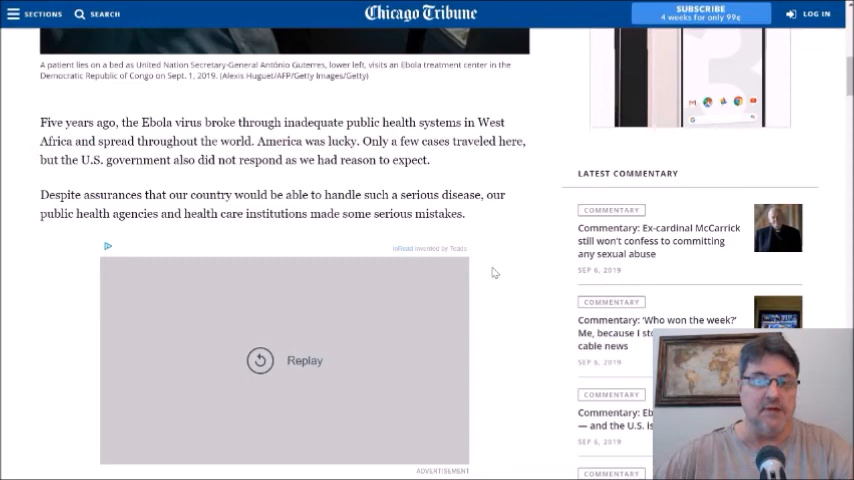 SECTIONS
SEARCH
Chicago Tribune
SUBSCRIBE
4 weeks for only 99¢
LOG IN
A patient lies on a bed as United Nation Secretary-General António Guterres, lower left, visits an Ebola treatment center in the
Democratic Republic of Congo on Sept. 1, 2019. (Alexis Huguet/AFP/Getty Images/Getty)
Five years ago, the Ebola virus broke through inadequate public health systems in West
Africa and spread throughout the world. America was lucky. Only a few cases traveled here,
but the U.S. government also did not respond as we had reason to expect.
Despite assurances that our country would be able to handle such a serious disease, our
public health agencies and health care institutions made some serious mistakes.
inRead invented by Teads
Replay
ADVERTISEMENT
LATEST COMMENTARY
COMMENTARY
Commentary: Ex-cardinal McCarrick
still won't confess to committing
any sexual abuse
SEP 6, 2019
COMMENTARY
Commentary: 'Who won the week?'
Me, because I sto
cable news
SEP 6, 2019
COMMENTARY
Commentary: Eb
— and the U.S. is
SEP 6, 2019
COMMENTARY